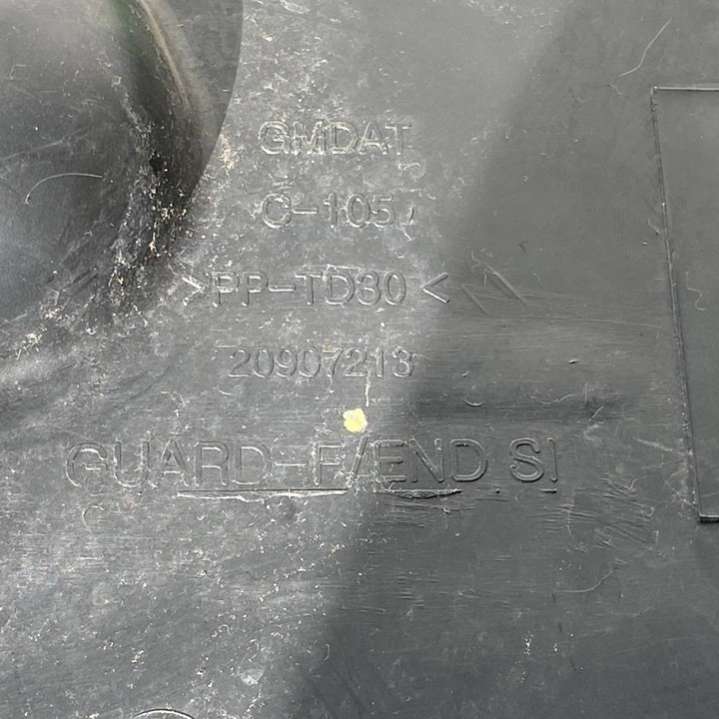 GMDAT
C-105
>PP-TD30<
20907213
GUARD-F/END SI